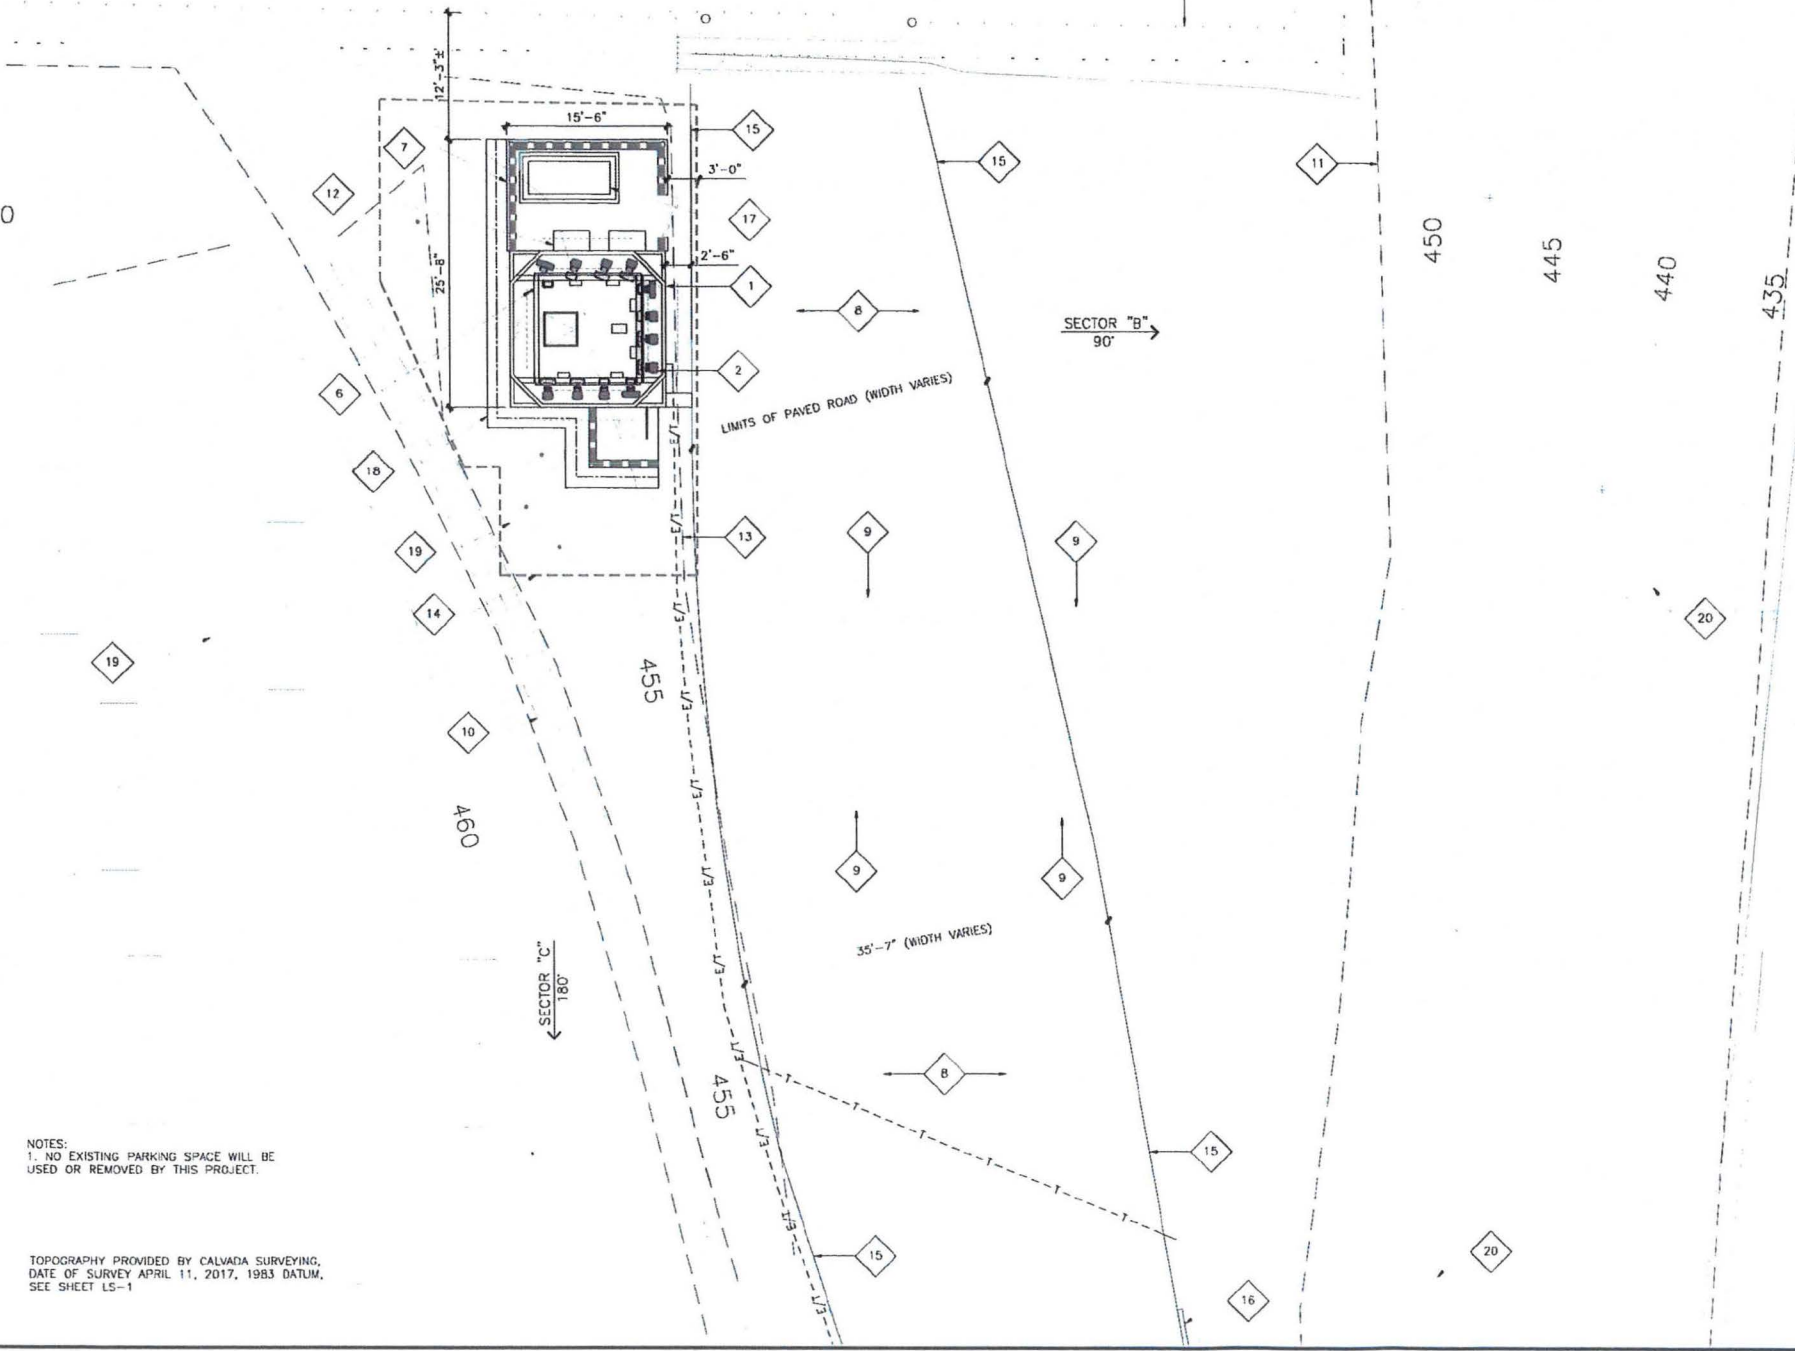 12'-3"±
15'-6"
15
15
11
7
3'-0"
12
0
17
450
445
440
435
2'-6"
25'-8"
1
8
SECTOR "B"
90°
2
LIMITS OF PAVED ROAD (WIDTH VARIES)
6
E/T
18
E/T
13
9
9
19
14
E/T
20
19
455
E/T
10
E/T
460
9
9
E/T
35'-7" (WIDTH VARIES)
E/T
SECTOR "C"
180°
E/T
8
455
T
T
T
T
T
T
E/T
15
NOTES:
1. NO EXISTING PARKING SPACE WILL BE
USED OR REMOVED BY THIS PROJECT.
E/T
15
20
TOPOGRAPHY PROVIDED BY CALVADA SURVEYING,
DATE OF SURVEY APRIL 11, 2017, 1983 DATUM,
SEE SHEET LS-1
E/T
16